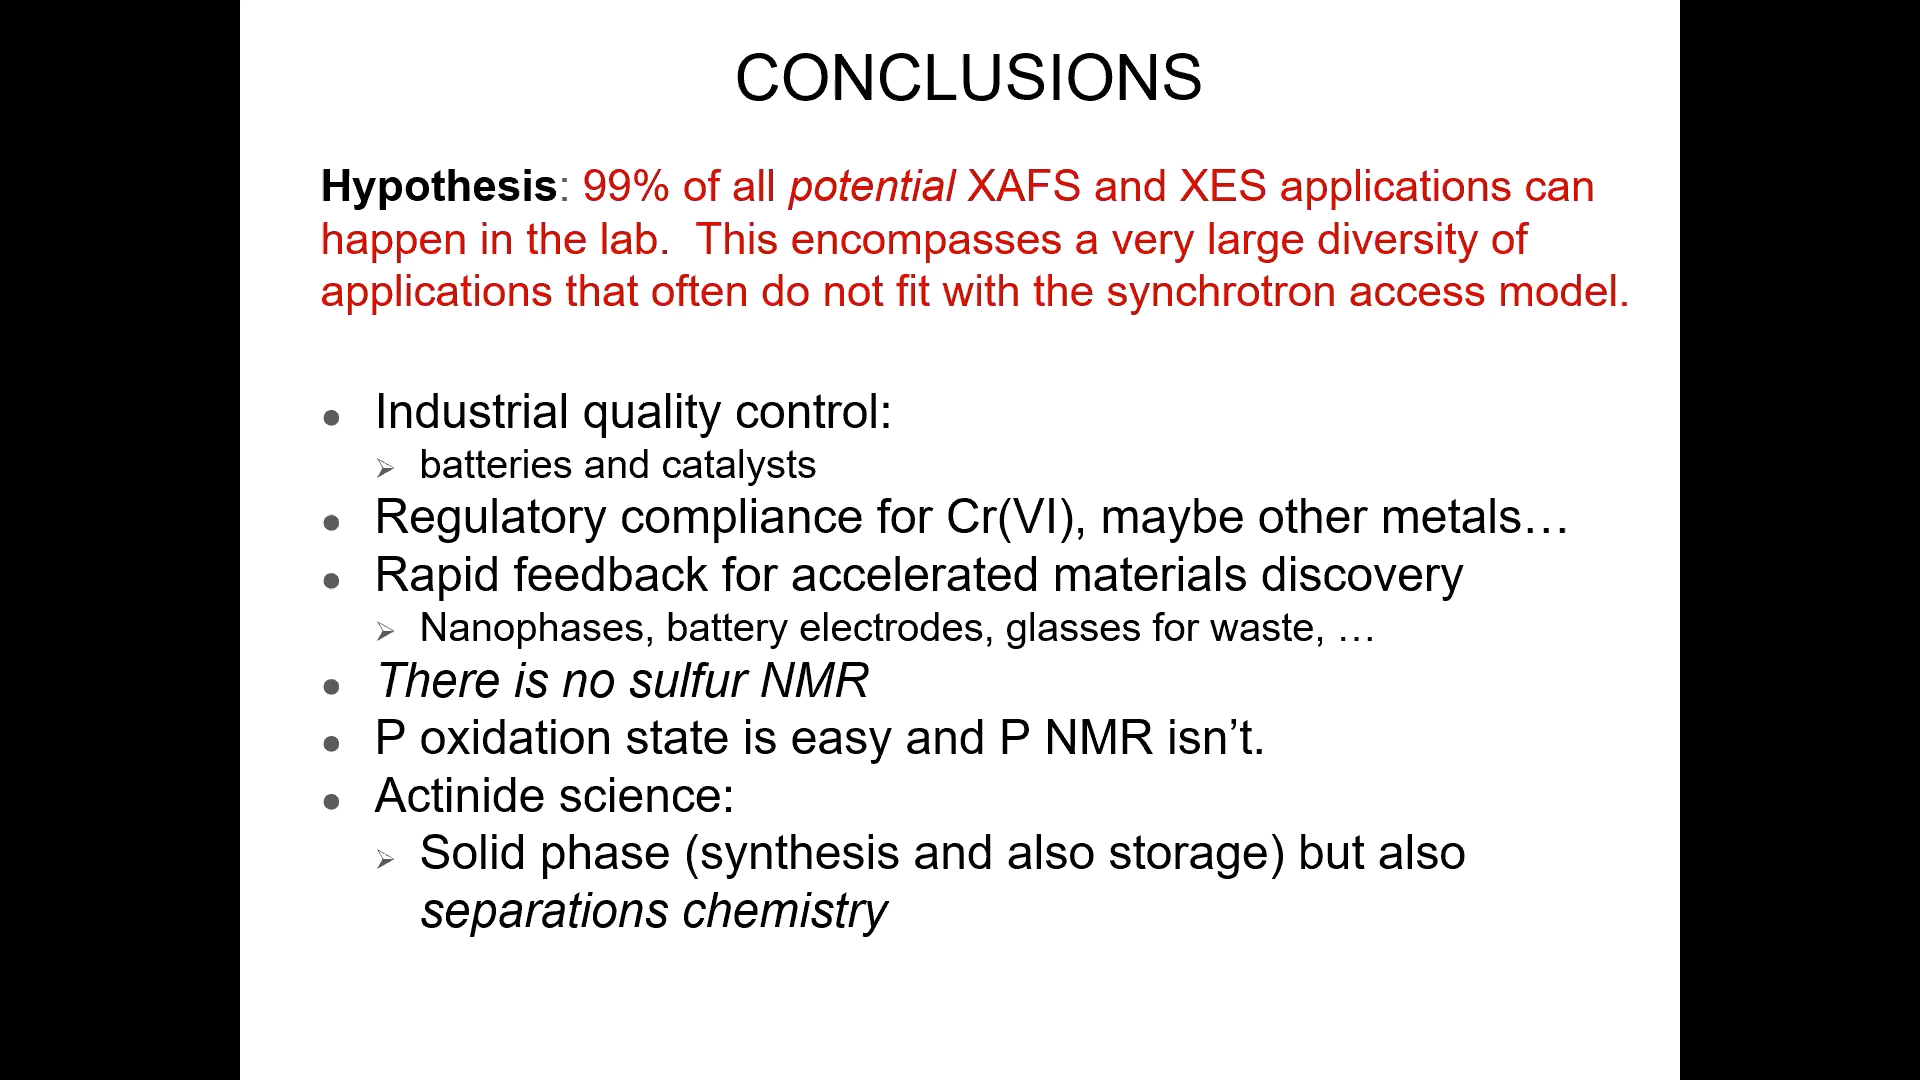 CONCLUSIONS
Hypothesis: 99% of all potential XAFS and XES applications can
happen in the lab.  This encompasses a very large diversity of
applications that often do not fit with the synchrotron access model.
● Industrial quality control:
➢ batteries and catalysts
● Regulatory compliance for Cr(VI), maybe other metals…
● Rapid feedback for accelerated materials discovery
➢ Nanophases, battery electrodes, glasses for waste, …
● There is no sulfur NMR
● P oxidation state is easy and P NMR isn’t.
● Actinide science:
➢ Solid phase (synthesis and also storage) but also
separations chemistry